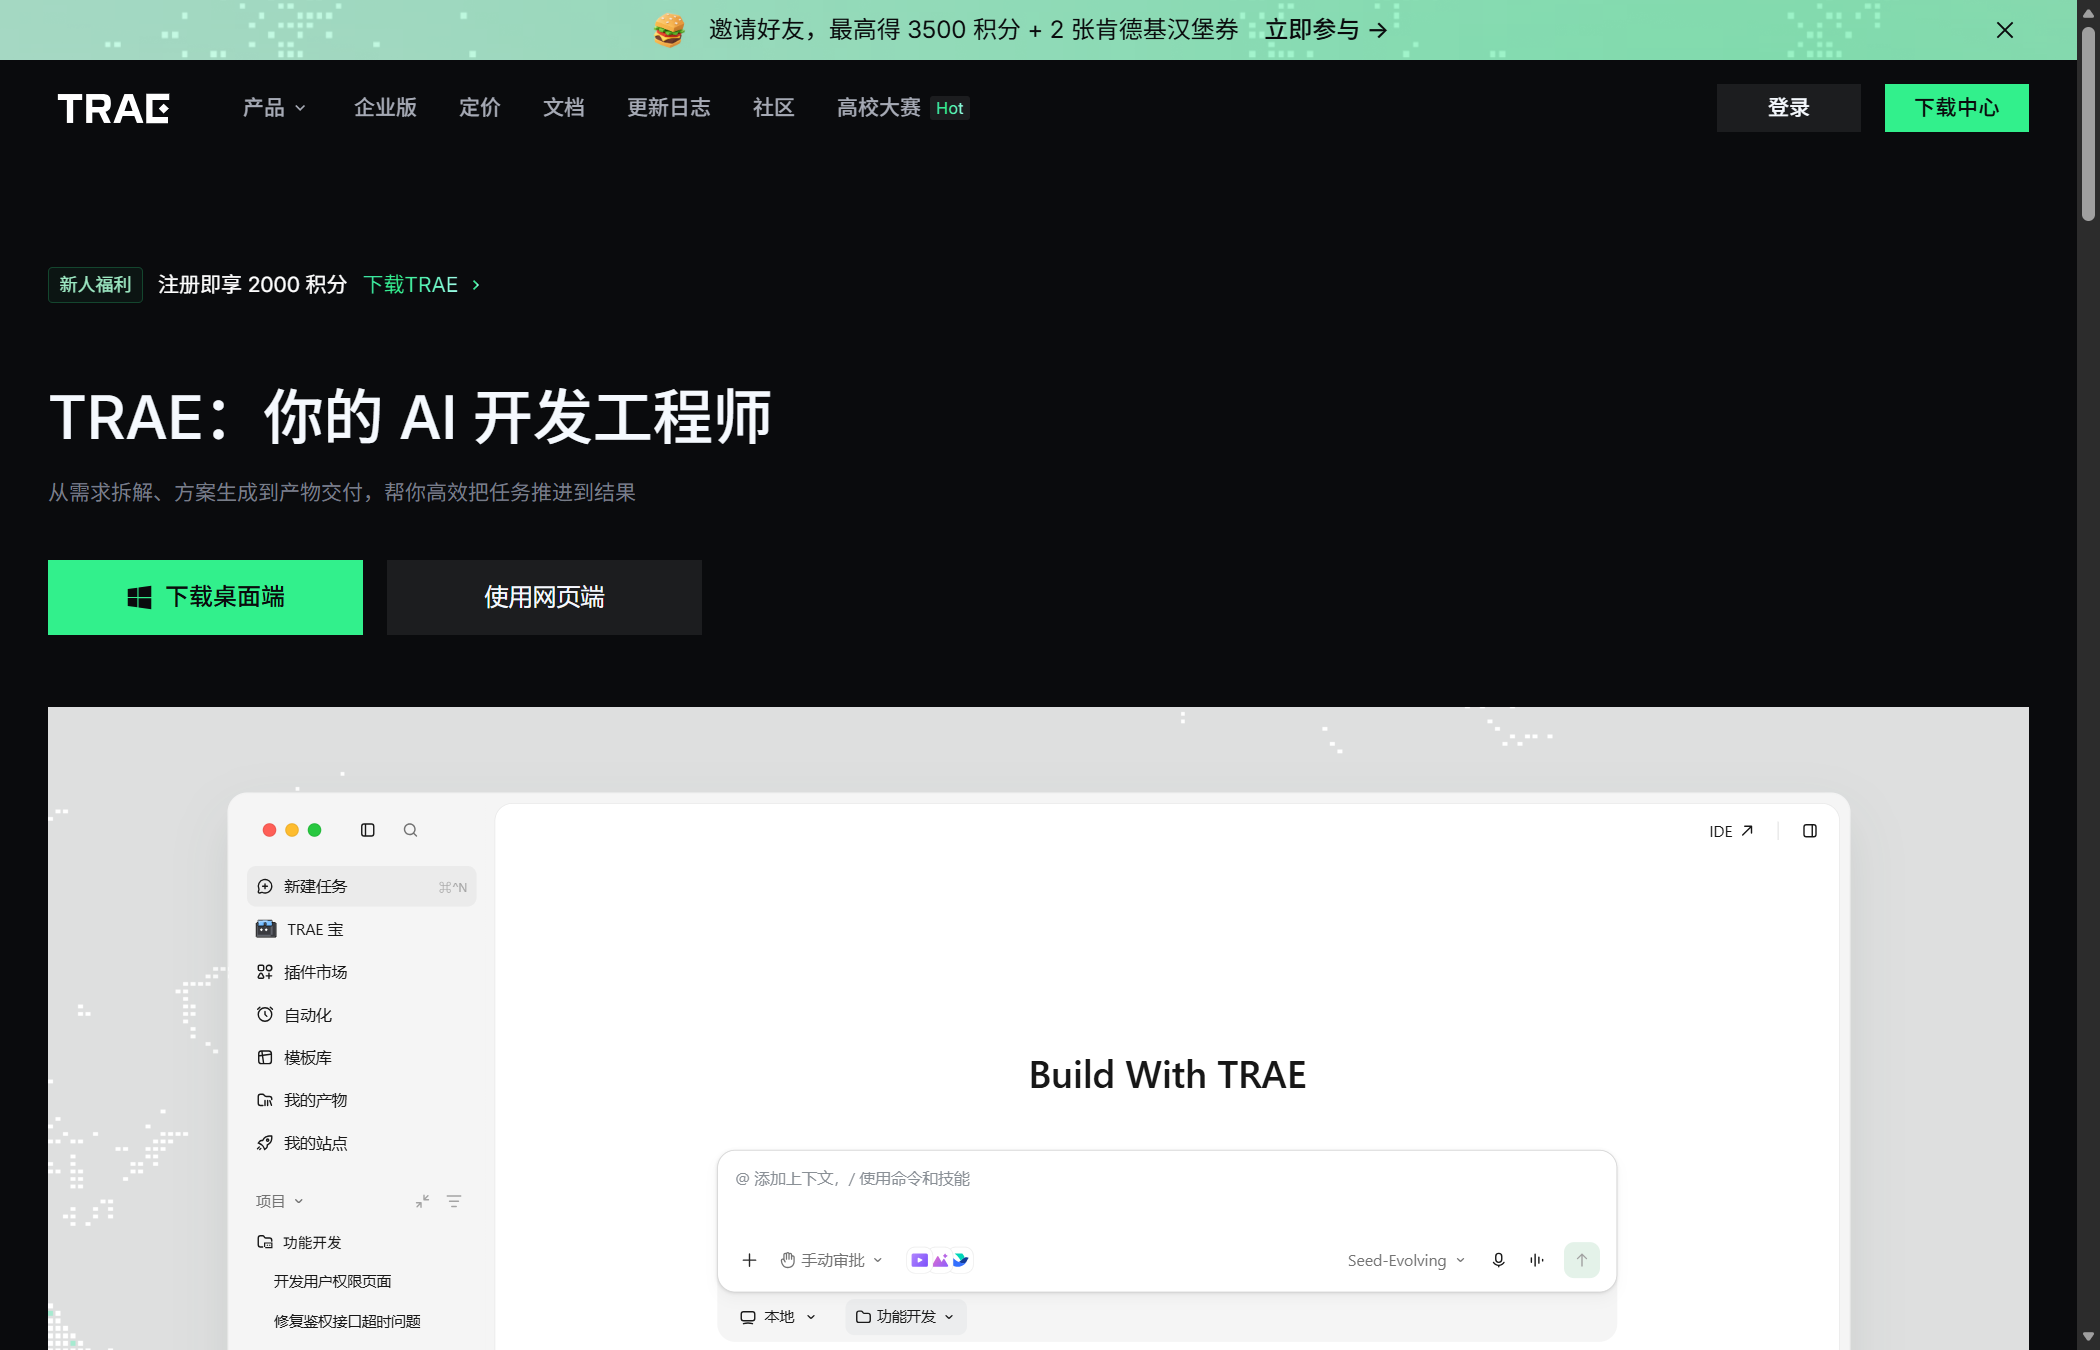 邀请好友，最高得 3500 积分 + 2 张肯德基汉堡券 立即参与 →
TRAE 产品 企业版 定价 文档 更新日志 社区 高校大赛 Hot 登录 下载中心
新人福利 注册即享 2000 积分 下载TRAE
TRAE：你的 AI 开发工程师
从需求拆解、方案生成到产物交付，帮你高效把任务推进到结果
下载桌面端 使用网页端
IDE
新建任务 ⌘^N
TRAE 宝
插件市场
自动化
模板库
我的产物
我的站点
项目
功能开发
开发用户权限页面
修复鉴权接口超时问题
Build With TRAE
@ 添加上下文，/ 使用命令和技能
手动审批 Seed-Evolving
本地 功能开发